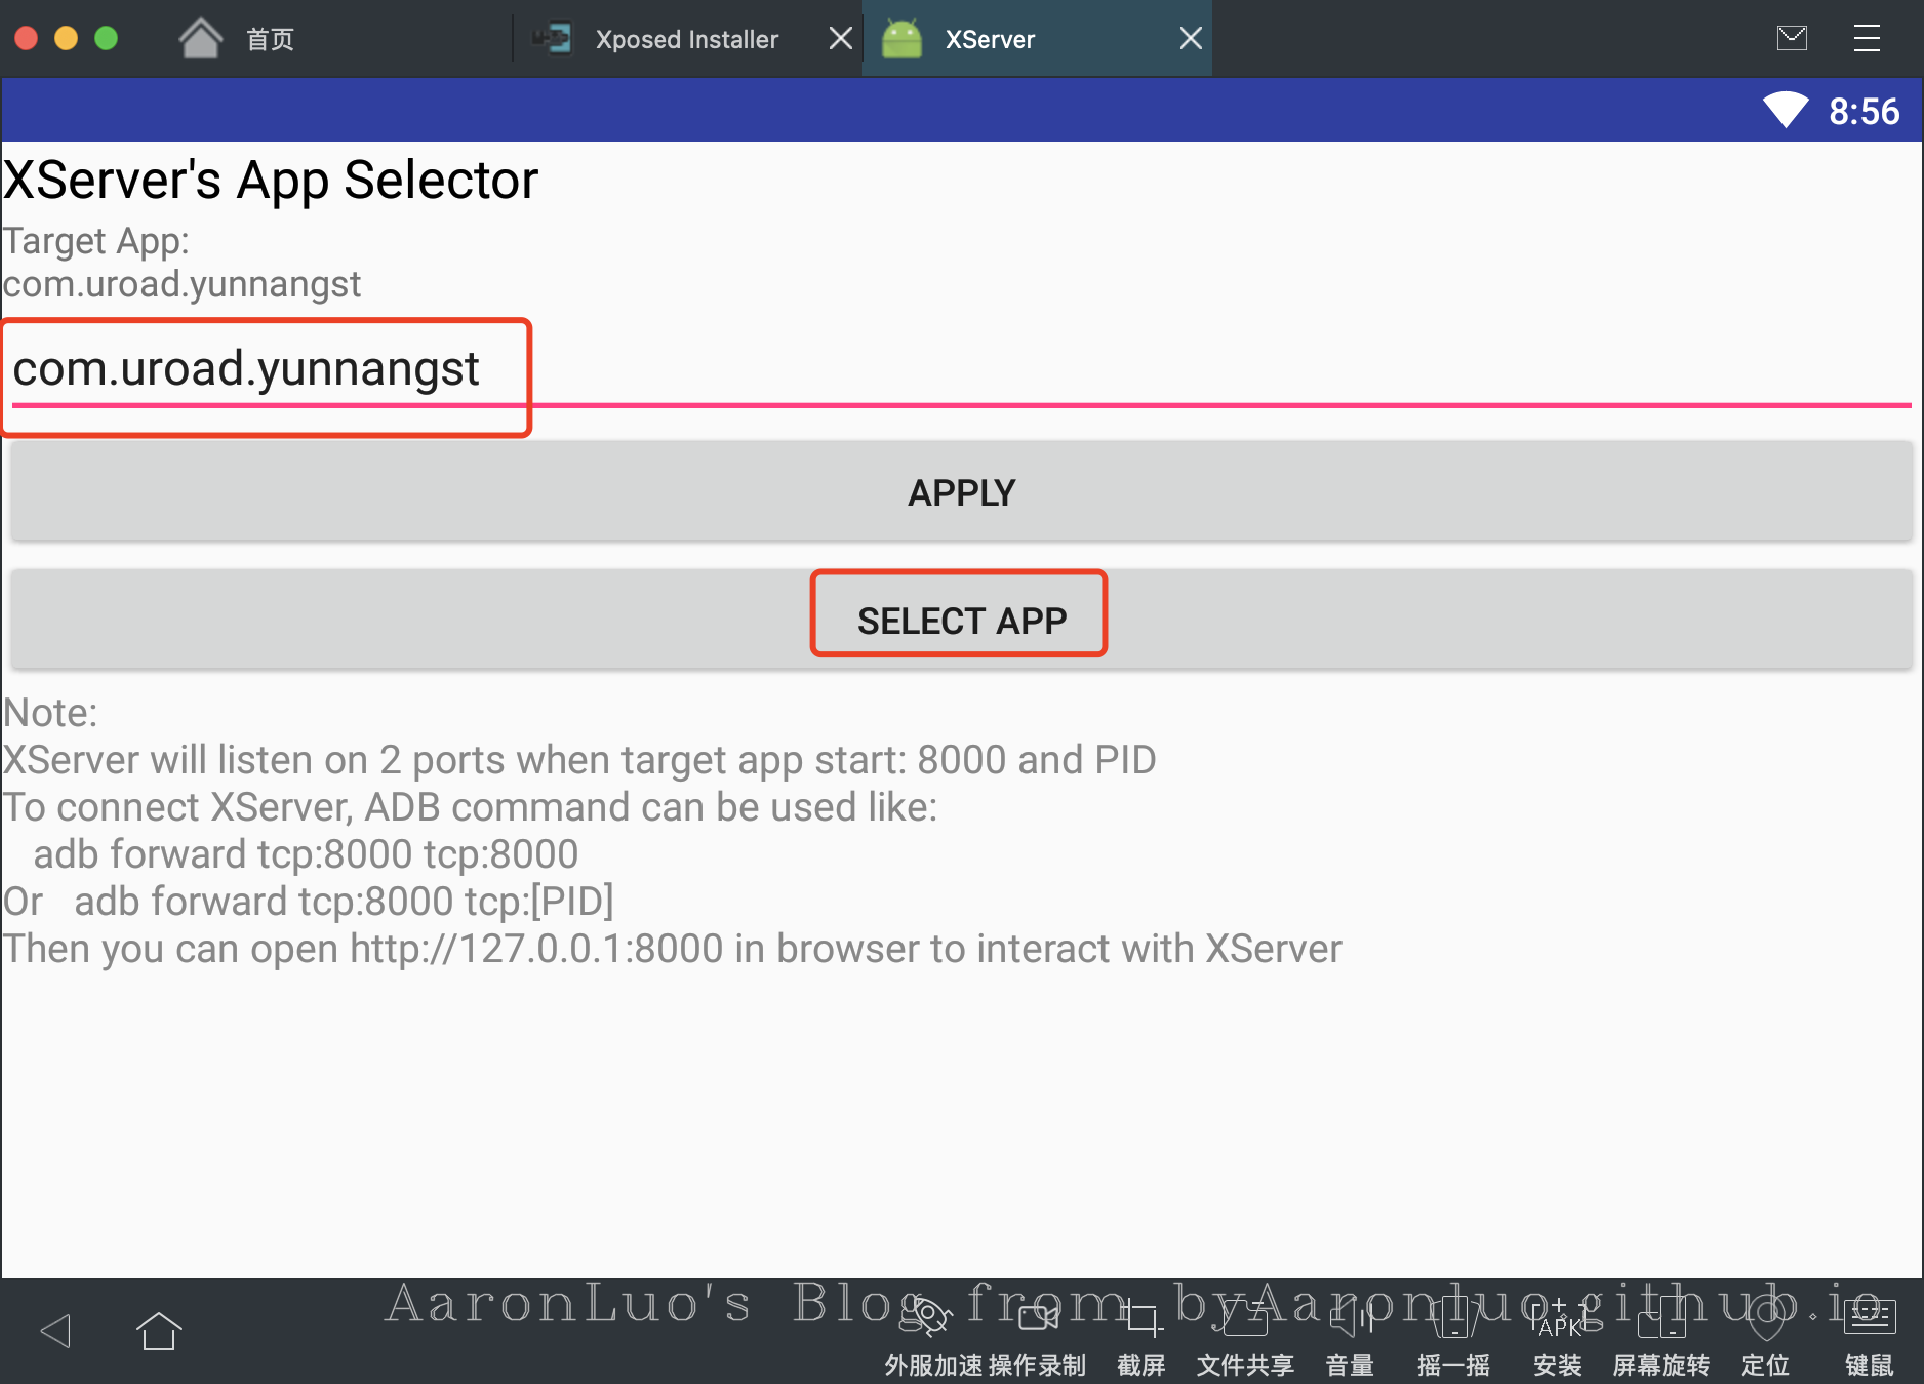 首页
Xposed Installer
XServer
8:56
XServer's App Selector
Target App:
com.uroad.yunnangst
com.uroad.yunnangst
APPLY
SELECT APP
Note:
XServer will listen on 2 ports when target app start: 8000 and PID
To connect XServer, ADB command can be used like:
adb forward tcp:8000 tcp:8000
Or adb forward tcp:8000 tcp:[PID]
Then you can open http://127.0.0.1:8000 in browser to interact with XServer
AaronLuo's Blog from byAaronluo.github.io
APK
外服加速 操作录制 截屏 文件共享 音量 摇一摇 安装 屏幕旋转 定位 键鼠